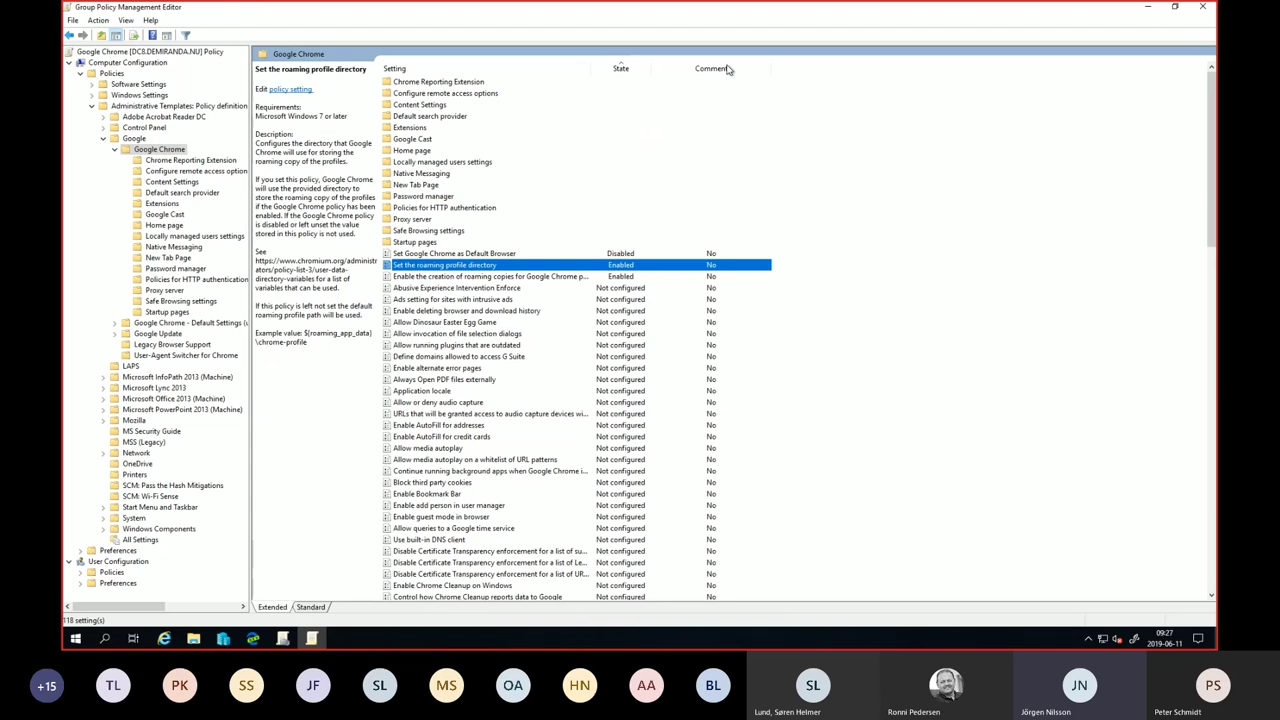 Group Policy Management Editor
File Action View Help
Google Chrome [DC8.DEMIRANDA.NU] Policy
Computer Configuration
Policies
Software Settings
Windows Settings
Administrative Templates: Policy definition
Adobe Acrobat Reader DC
Control Panel
Google
Google Chrome
Chrome Reporting Extension
Configure remote access option
Content Settings
Default search provider
Extensions
Google Cast
Home page
Locally managed users settings
Native Messaging
New Tab Page
Password manager
Policies for HTTP authentication
Proxy server
Safe Browsing settings
Startup pages
Google Chrome - Default Settings (u
Google Update
Legacy Browser Support
User-Agent Switcher for Chrome
LAPS
Microsoft InfoPath 2013 (Machine)
Microsoft Lync 2013
Microsoft Office 2013 (Machine)
Microsoft PowerPoint 2013 (Machine)
Mozilla
MS Security Guide
MSS (Legacy)
Network
OneDrive
Printers
SCM: Pass the Hash Mitigations
SCM: Wi-Fi Sense
Start Menu and Taskbar
System
Windows Components
All Settings
Preferences
User Configuration
Policies
Preferences
Google Chrome
Set the roaming profile directory
Edit policy setting
Requirements:
Microsoft Windows 7 or later
Description:
Configures the directory that Google
Chrome will use for storing the
roaming copy of the profiles.
If you set this policy, Google Chrome
will use the provided directory to
store the roaming copy of the profiles
if the Google Chrome policy has been
enabled. If the Google Chrome policy
is disabled or left unset the value
stored in this policy is not used.
See
https://www.chromium.org/administr
ators/policy-list-3/user-data-
directory-variables for a list of
variables that can be used.
If this policy is left not set the default
roaming profile path will be used.
Example value: ${roaming_app_data}
\chrome-profile
Setting State Comment
Chrome Reporting Extension
Configure remote access options
Content Settings
Default search provider
Extensions
Google Cast
Home page
Locally managed users settings
Native Messaging
New Tab Page
Password manager
Policies for HTTP authentication
Proxy server
Safe Browsing settings
Startup pages
Set Google Chrome as Default Browser Disabled No
Set the roaming profile directory Enabled No
Enable the creation of roaming copies for Google Chrome p... Enabled No
Abusive Experience Intervention Enforce Not configured No
Ads setting for sites with intrusive ads Not configured No
Enable deleting browser and download history Not configured No
Allow Dinosaur Easter Egg Game Not configured No
Allow invocation of file selection dialogs Not configured No
Allow running plugins that are outdated Not configured No
Define domains allowed to access G Suite Not configured No
Enable alternate error pages Not configured No
Always Open PDF files externally Not configured No
Application locale Not configured No
Allow or deny audio capture Not configured No
URLs that will be granted access to audio capture devices wi... Not configured No
Enable AutoFill for addresses Not configured No
Enable AutoFill for credit cards Not configured No
Allow media autoplay Not configured No
Allow media autoplay on a whitelist of URL patterns Not configured No
Continue running background apps when Google Chrome i... Not configured No
Block third party cookies Not configured No
Enable Bookmark Bar Not configured No
Enable add person in user manager Not configured No
Enable guest mode in browser Not configured No
Allow queries to a Google time service Not configured No
Use built-in DNS client Not configured No
Disable Certificate Transparency enforcement for a list of su... Not configured No
Disable Certificate Transparency enforcement for a list of Le... Not configured No
Disable Certificate Transparency enforcement for a list of UR... Not configured No
Enable Chrome Cleanup on Windows Not configured No
Control how Chrome Cleanup reports data to Google Not configured No
Extended Standard
118 setting(s)
09:27
2019-06-11
+15 TL PK SS JF SL MS OA HN AA BL SL JN PS
Lund, Søren Helmer Ronni Pedersen Jörgen Nilsson Peter Schmidt